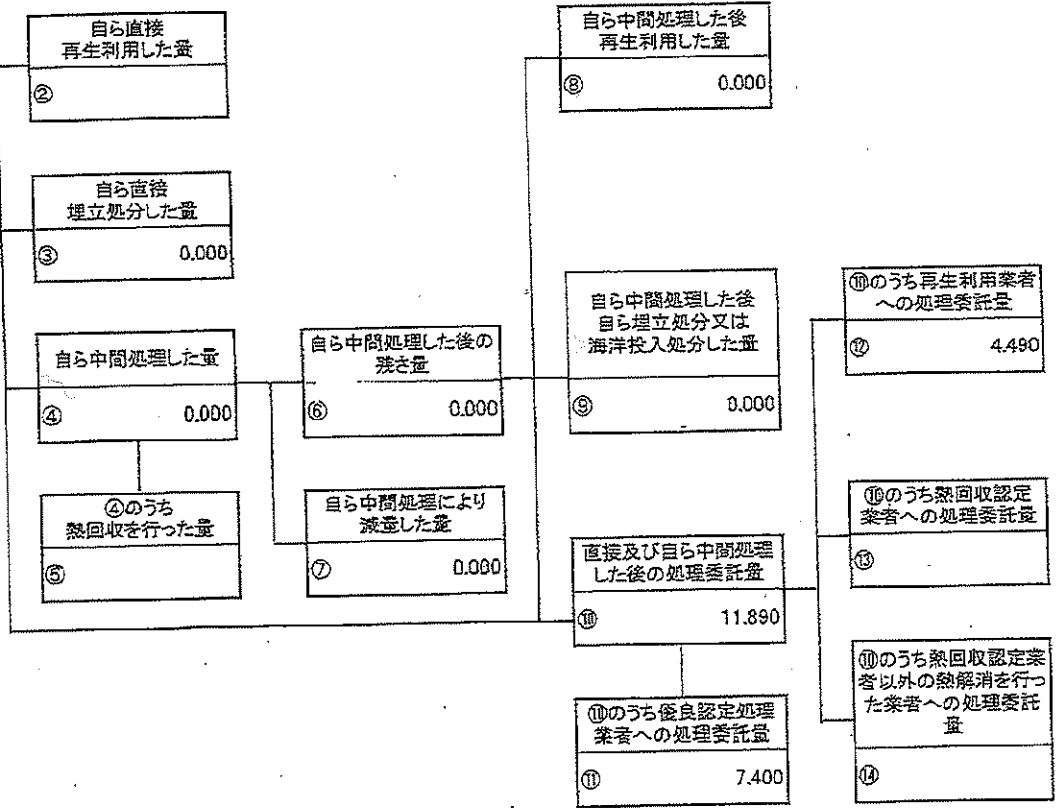 自ら直接
再生利用した量
②
自ら直接
埋立処分した量
③ 0.000
自ら中間処理した量
④ 0.000
④のうち
熱回収を行った量
⑤
自ら中間処理した後の
残さ量
⑥ 0.000
自ら中間処理により
減量した量
⑦ 0.000
自ら中間処理した後
再生利用した量
⑧ 0.000
自ら中間処理した後
自ら埋立処分又は
海洋投入処分した量
⑨ 0.000
直接及び自ら中間処理
した後の処理委託量
⑩ 11.890
⑩のうち優良認定処理
業者への処理委託量
⑪ 7.400
⑩のうち再生利用業者
への処理委託量
⑫ 4.490
⑩のうち熱回収認定
業者への処理委託量
⑬
⑩のうち熱回収認定業
者以外の熱解消を行っ
た業者への処理委託
量
⑭